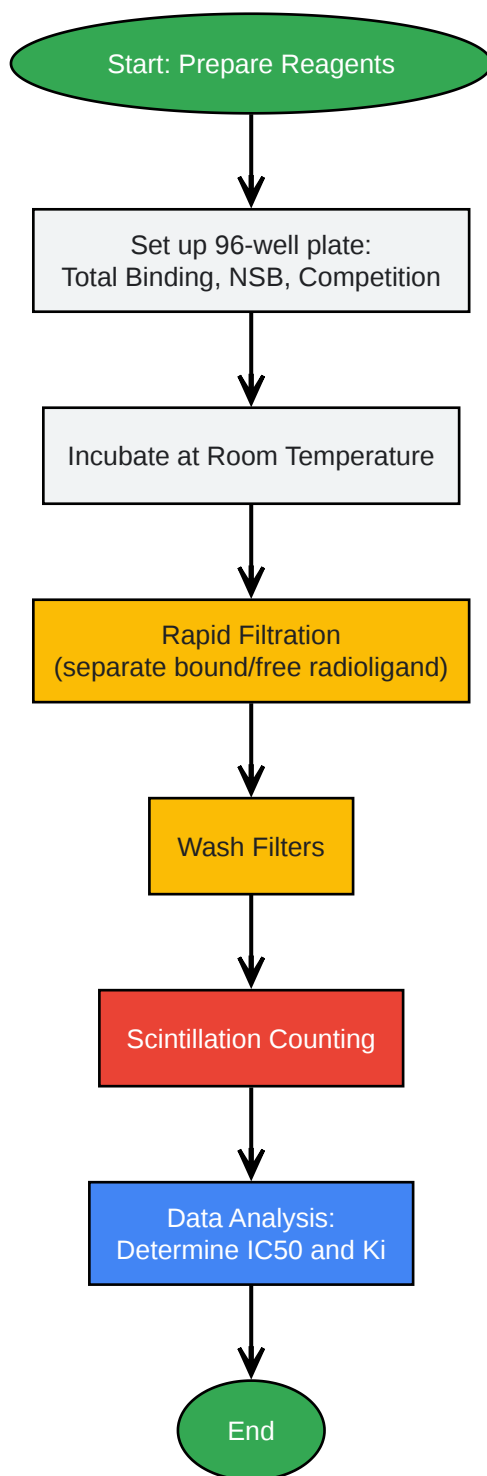 Start: Prepare Reagents
Set up 96-well plate:
Total Binding, NSB, Competition
Incubate at Room Temperature
Rapid Filtration
(separate bound/free radioligand)
Wash Filters
Scintillation Counting
Data Analysis:
Determine IC50 and Ki
End